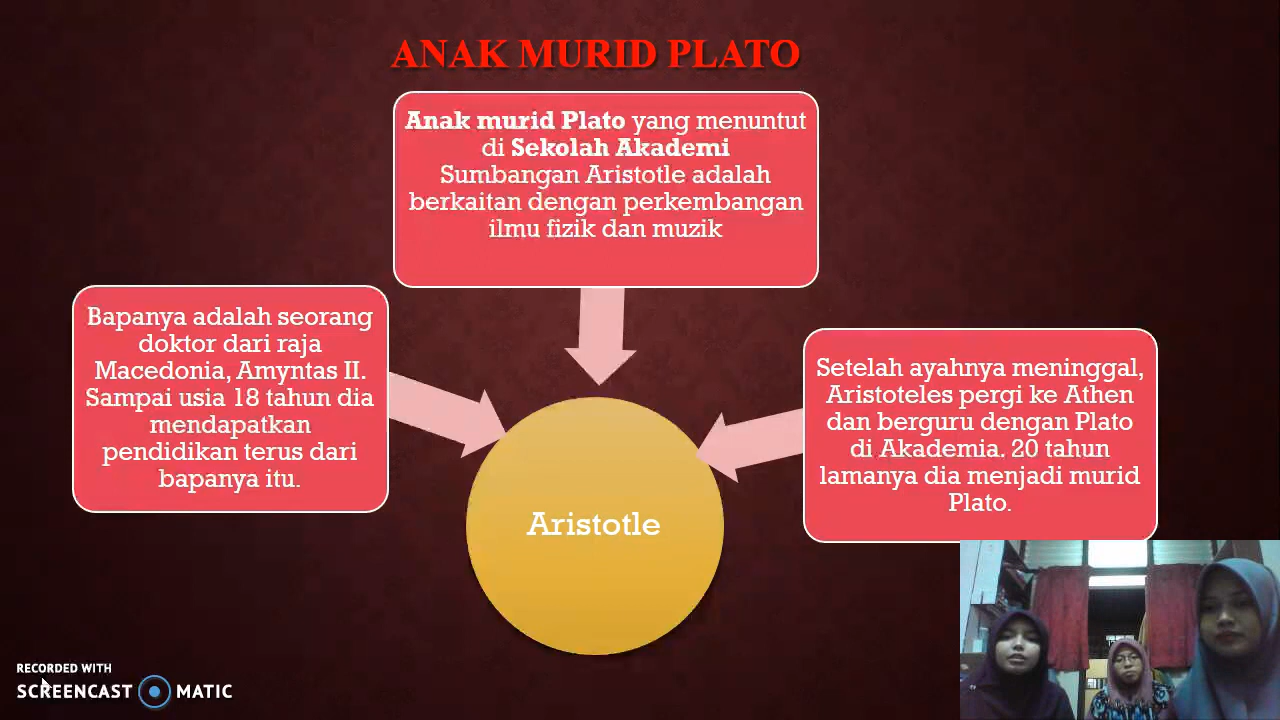 ANAK MURID PLATO
Anak murid Plato yang menuntut
di Sekolah Akademi
Sumbangan Aristotle adalah
berkaitan dengan perkembangan
ilmu fizik dan muzik
Bapanya adalah seorang
doktor dari raja
Macedonia, Amyntas II.
Sampai usia 18 tahun dia
mendapatkan
pendidikan terus dari
bapanya itu.
Setelah ayahnya meninggal,
Aristoteles pergi ke Athen
dan berguru dengan Plato
di Akademia. 20 tahun
lamanya dia menjadi murid
Plato.
Aristotle
RECORDED WITH
SCREENCAST MATIC